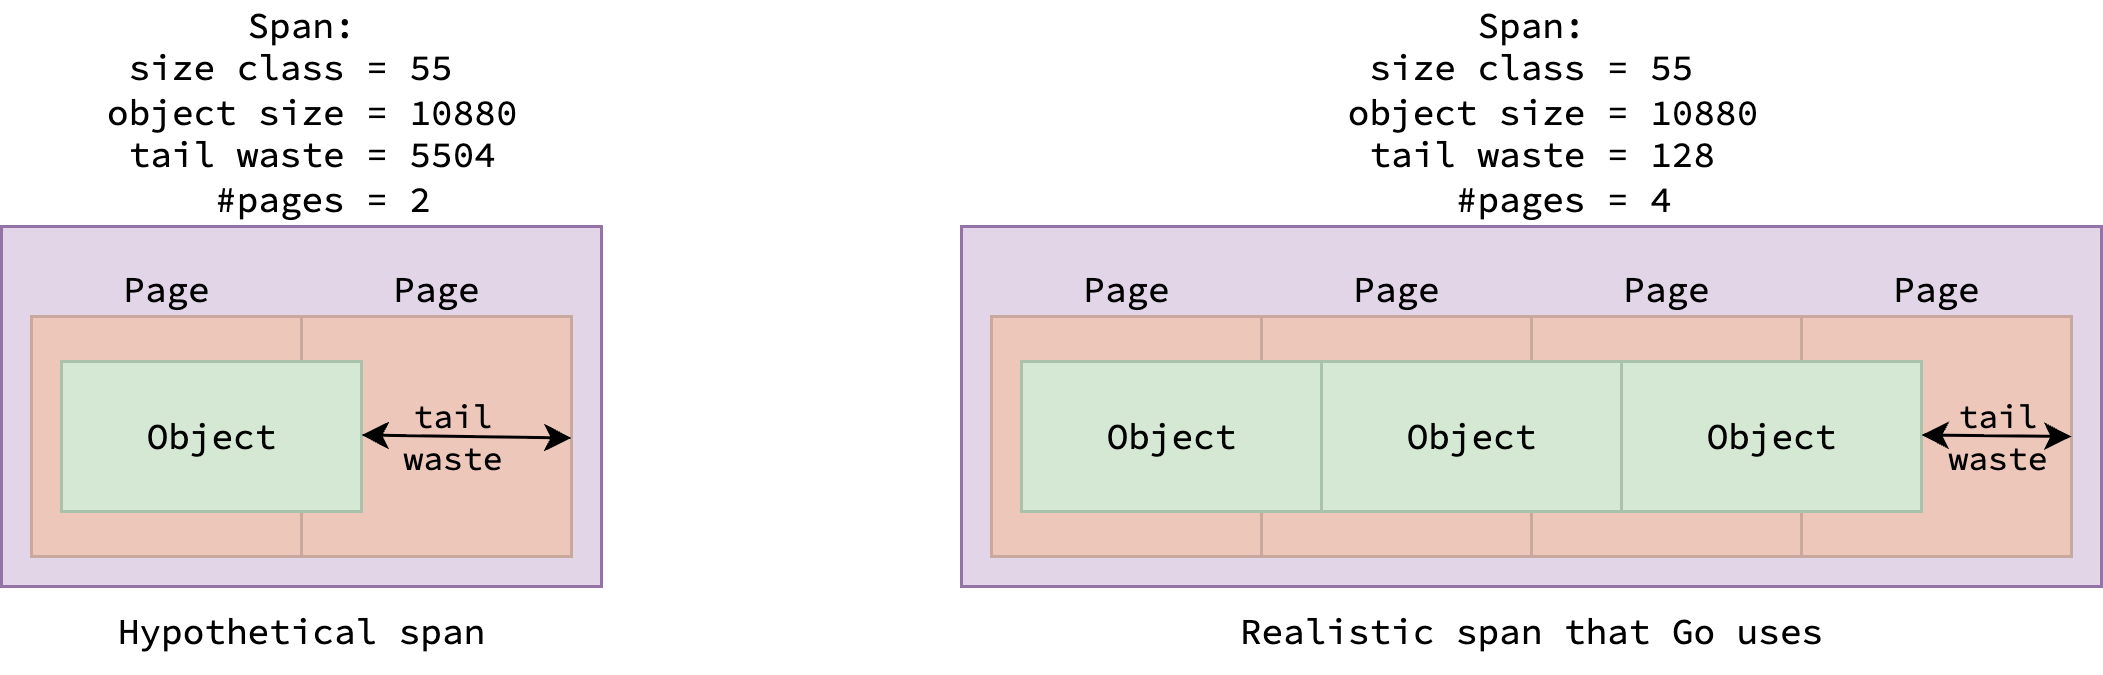 Span:
size class = 55
object size = 10880
tail waste = 5504
#pages = 2
Page Page
Object
tail
waste
Hypothetical span
Span:
size class = 55
object size = 10880
tail waste = 128
#pages = 4
Page Page Page Page
Object Object Object
tail
waste
Realistic span that Go uses